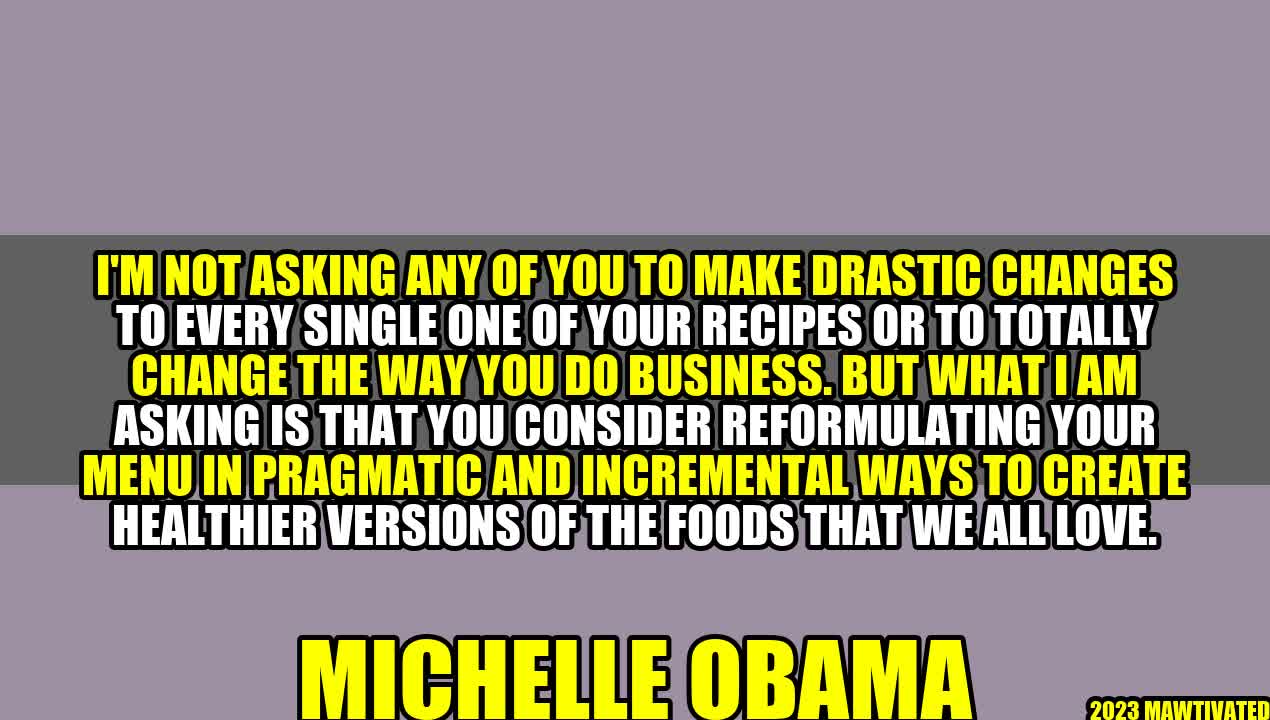 I'M NOT ASKING ANY OF YOU TO MAKE DRASTIC CHANGES
TO EVERY SINGLE ONE OF YOUR RECIPES OR TO TOTALLY
CHANGE THE WAY YOU DO BUSINESS. BUT WHAT I AM
ASKING IS THAT YOU CONSIDER REFORMULATING YOUR
MENU IN PRAGMATIC AND INCREMENTAL WAYS TO CREATE
HEALTHIER VERSIONS OF THE FOODS THAT WE ALL LOVE.
MICHELLE OBAMA
2023 MAWTIVATED